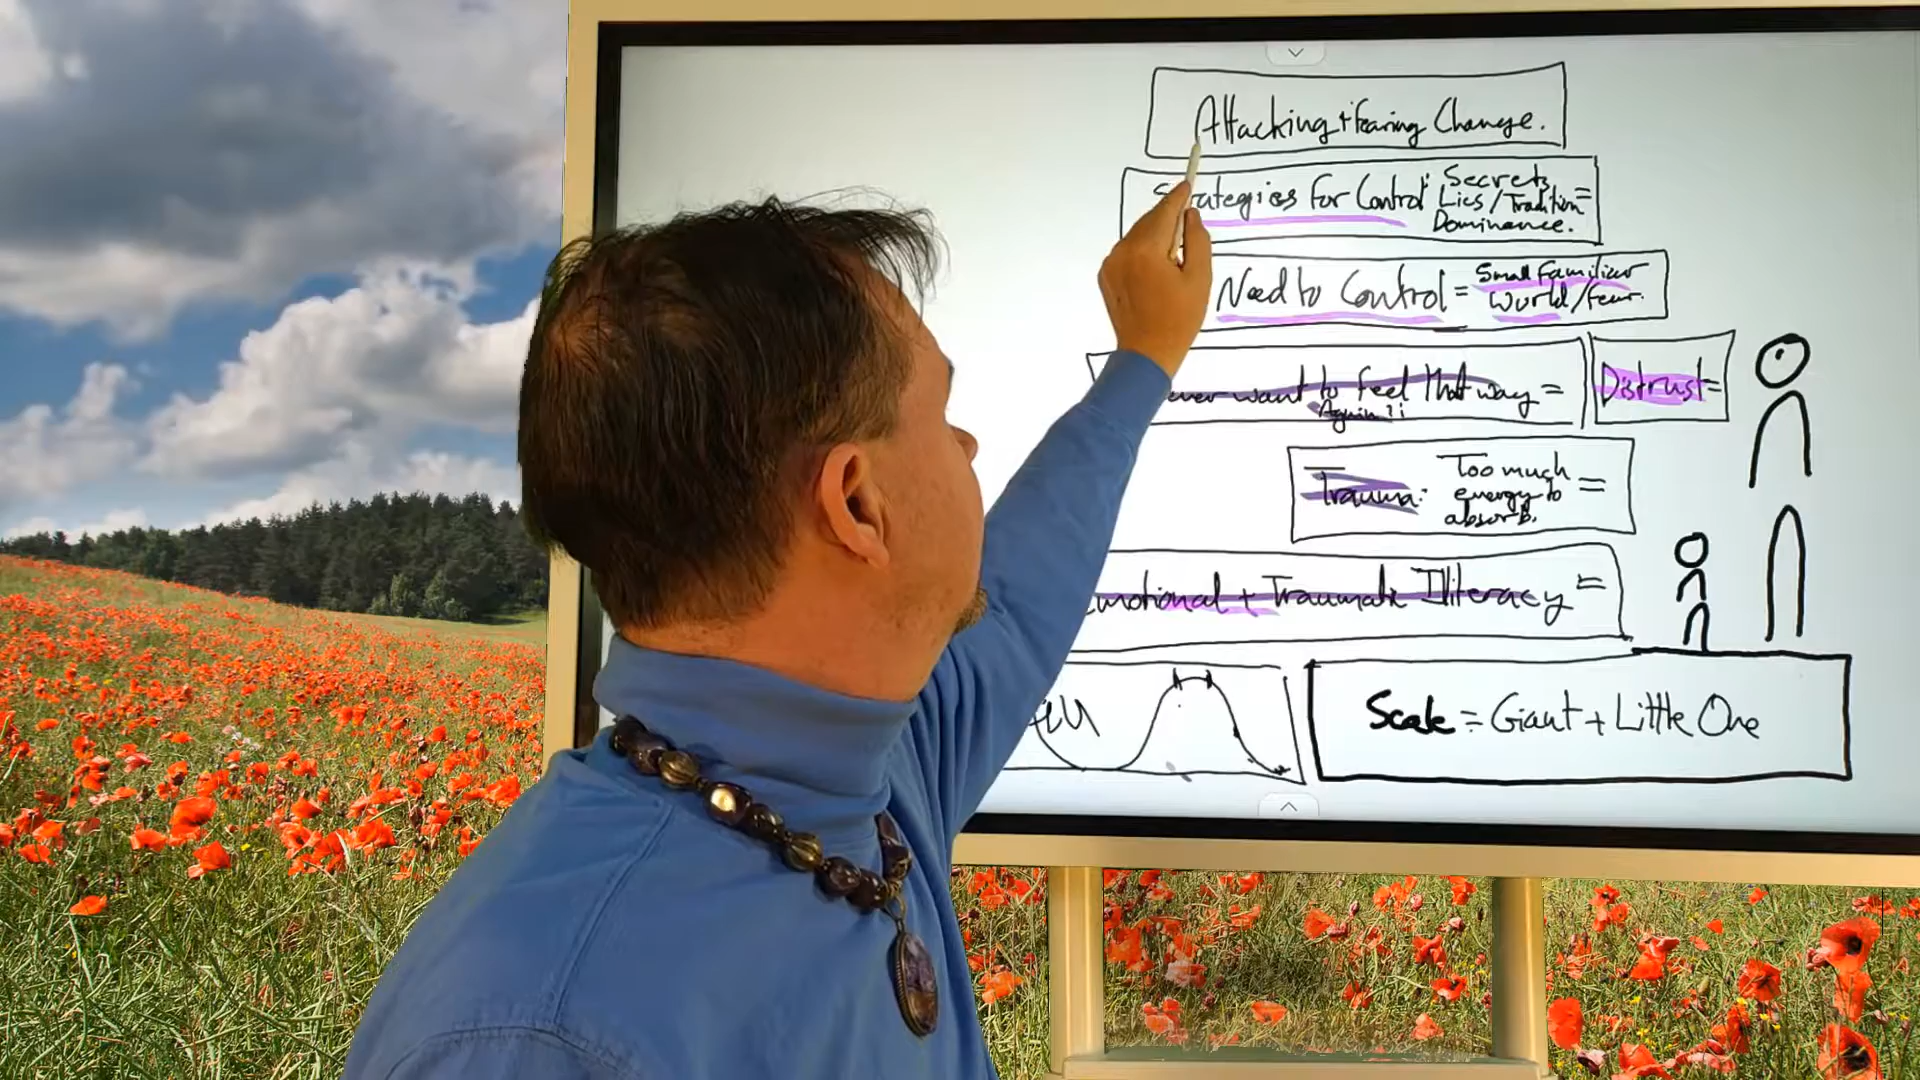 Attacking + Fearing Change.
Strategies For Control: Secrets
Lies/Tradition=
Dominance.
Need to Control = Small familiar
World/fear.
ever want to feel that way =
Again!!
Distrust=
Trauma: Too much
energy to =
absorb.
Emotional + Traumatic Illiteracy =
Scale = Giant + Little One